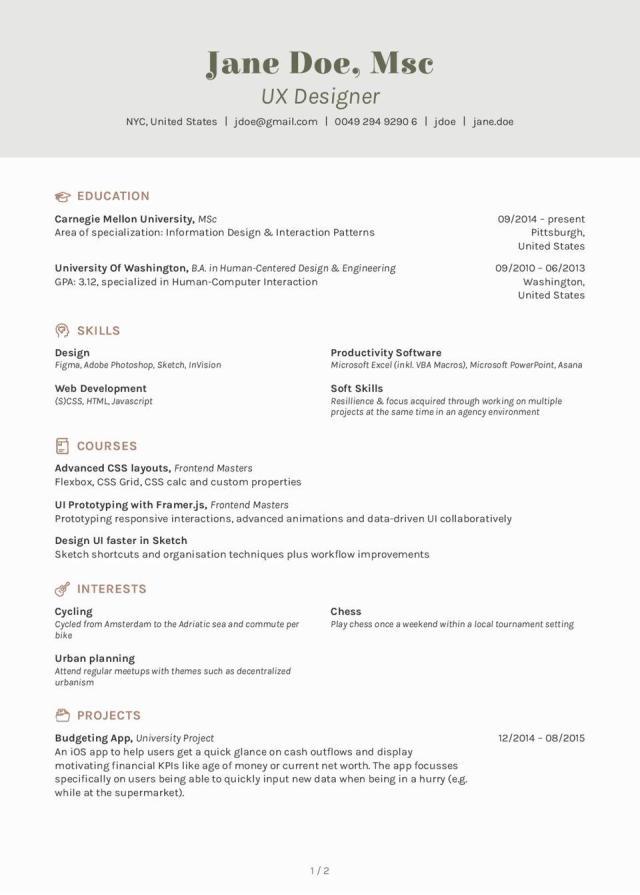 Jane Doe, Msc
UX Designer
NYC, United States | jdoe@gmail.com | 0049 294 9290 6 | jdoe | jane.doe
EDUCATION
Carnegie Mellon University, MSc
09/2014 – present
Area of specialization: Information Design & Interaction Patterns
Pittsburgh,
United States
University Of Washington, B.A. in Human-Centered Design & Engineering
09/2010 – 06/2013
GPA: 3.12, specialized in Human-Computer Interaction
Washington,
United States
SKILLS
Design
Figma, Adobe Photoshop, Sketch, InVision
Productivity Software
Microsoft Excel (inkl. VBA Macros), Microsoft PowerPoint, Asana
Web Development
(S)CSS, HTML, Javascript
Soft Skills
Resillience & focus acquired through working on multiple
projects at the same time in an agency environment
COURSES
Advanced CSS layouts, Frontend Masters
Flexbox, CSS Grid, CSS calc and custom properties
UI Prototyping with Framer.js, Frontend Masters
Prototyping responsive interactions, advanced animations and data-driven UI collaboratively
Design UI faster in Sketch
Sketch shortcuts and organisation techniques plus workflow improvements
INTERESTS
Cycling
Cycled from Amsterdam to the Adriatic sea and commute per
bike
Chess
Play chess once a weekend within a local tournament setting
Urban planning
Attend regular meetups with themes such as decentralized
urbanism
PROJECTS
Budgeting App, University Project
12/2014 – 08/2015
An iOS app to help users get a quick glance on cash outflows and display
motivating financial KPIs like age of money or current net worth. The app focusses
specifically on users being able to quickly input new data when being in a hurry (e.g.
while at the supermarket).
1 / 2